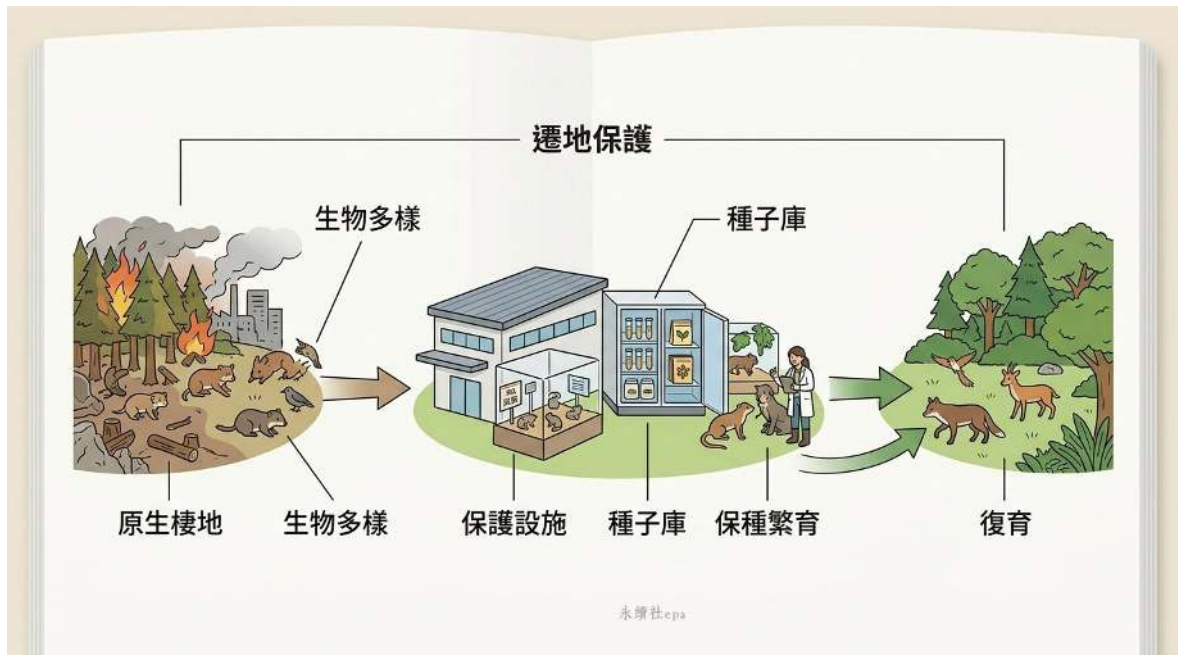 遷地保護
生物多樣
種子庫
原生棲地
生物多樣
保護設施
種子庫
保種繁育
復育
永續社epa